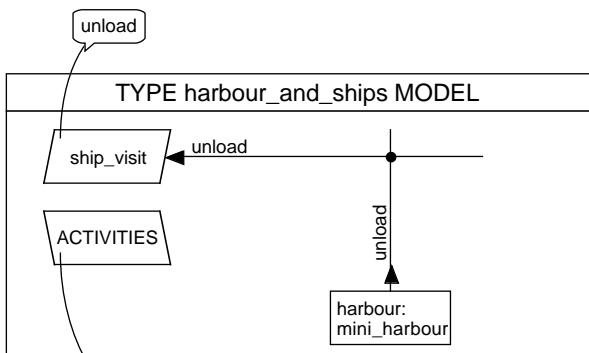 unload
TYPE harbour_and_ships MODEL
unload
ship_visit
ACTIVITIES
unload
harbour:
mini_harbour